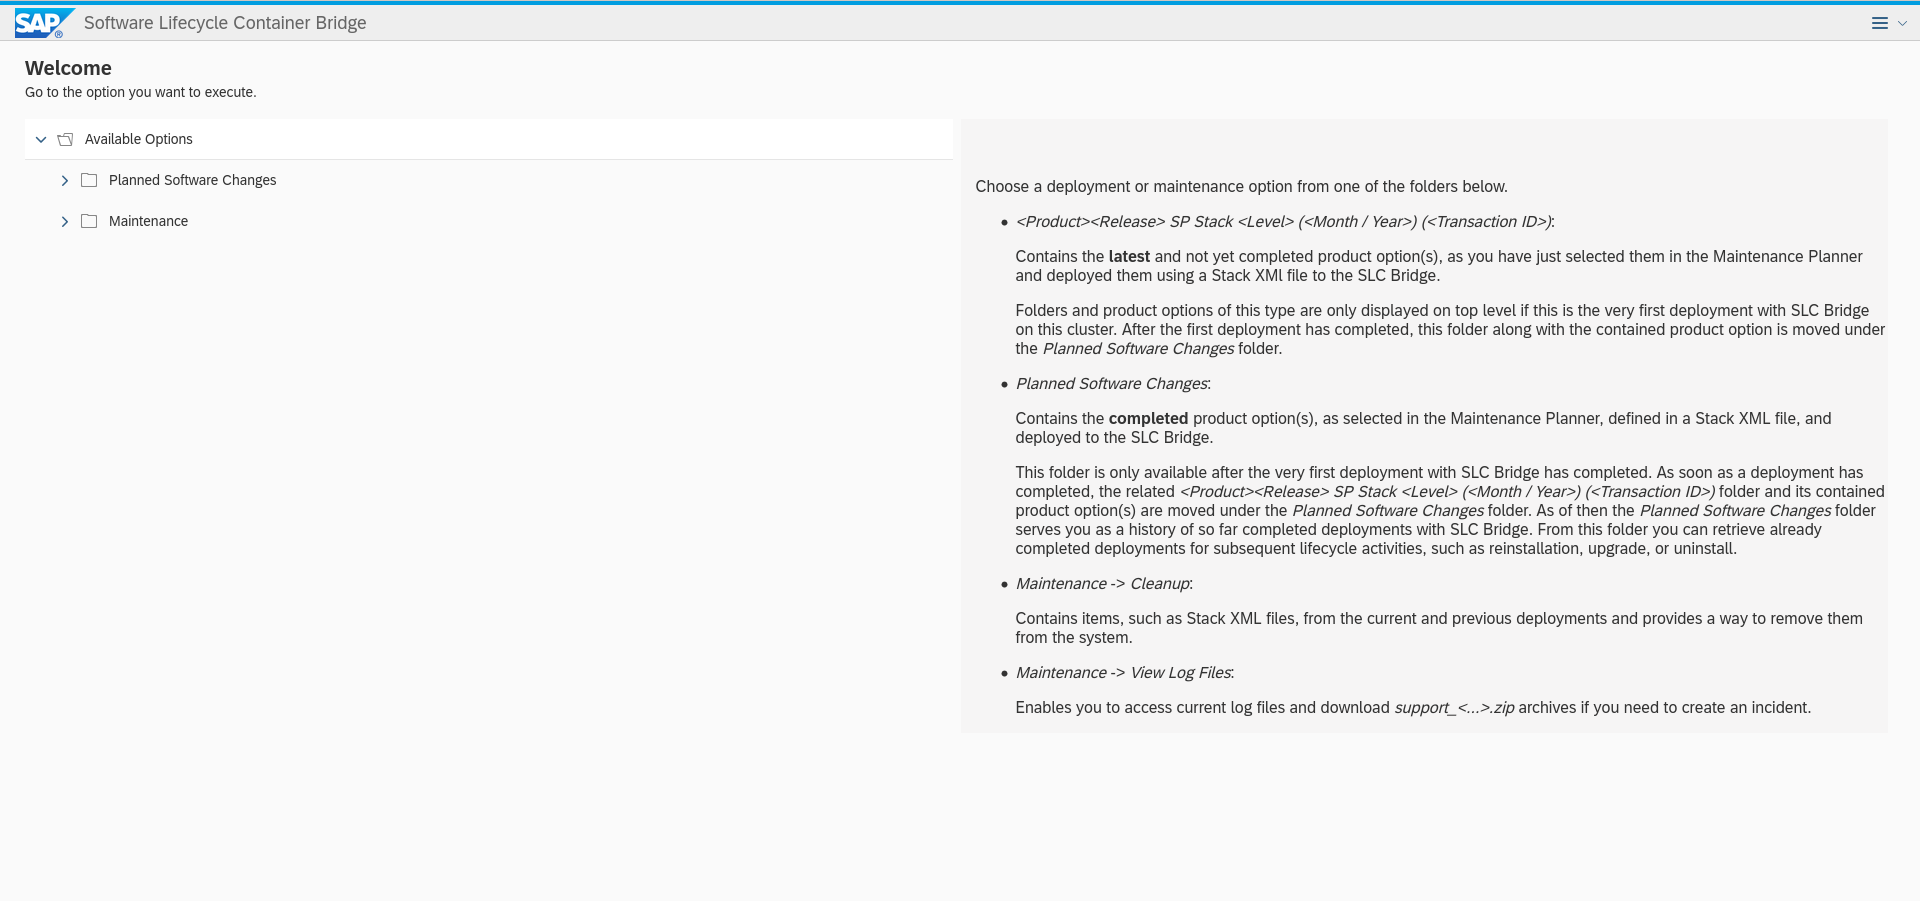 SAP® Software Lifecycle Container Bridge
Welcome
Go to the option you want to execute.
Available Options
Planned Software Changes
Maintenance
Choose a deployment or maintenance option from one of the folders below.
• <Product><Release> SP Stack <Level> (<Month / Year>) (<Transaction ID>):
Contains the latest and not yet completed product option(s), as you have just selected them in the Maintenance Planner
and deployed them using a Stack XMl file to the SLC Bridge.
Folders and product options of this type are only displayed on top level if this is the very first deployment with SLC Bridge
on this cluster. After the first deployment has completed, this folder along with the contained product option is moved under
the Planned Software Changes folder.
• Planned Software Changes:
Contains the completed product option(s), as selected in the Maintenance Planner, defined in a Stack XML file, and
deployed to the SLC Bridge.
This folder is only available after the very first deployment with SLC Bridge has completed. As soon as a deployment has
completed, the related <Product><Release> SP Stack <Level> (<Month / Year>) (<Transaction ID>) folder and its contained
product option(s) are moved under the Planned Software Changes folder. As of then the Planned Software Changes folder
serves you as a history of so far completed deployments with SLC Bridge. From this folder you can retrieve already
completed deployments for subsequent lifecycle activities, such as reinstallation, upgrade, or uninstall.
• Maintenance -> Cleanup:
Contains items, such as Stack XML files, from the current and previous deployments and provides a way to remove them
from the system.
• Maintenance -> View Log Files:
Enables you to access current log files and download support_<...>.zip archives if you need to create an incident.